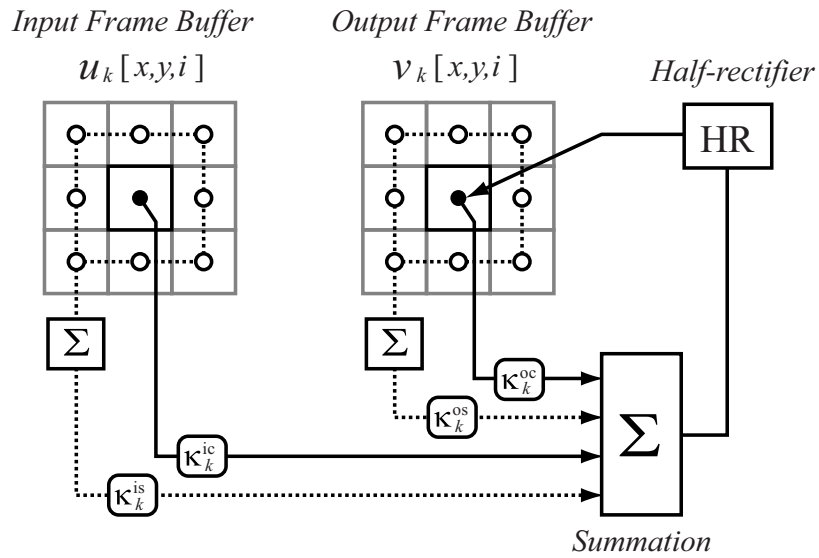 Input Frame Buffer
u_k[x,y,i]
Output Frame Buffer
v_k[x,y,i]
Half-rectifier
HR
Σ
Σ
κ_k^oc
κ_k^os
Σ
κ_k^ic
κ_k^is
Summation